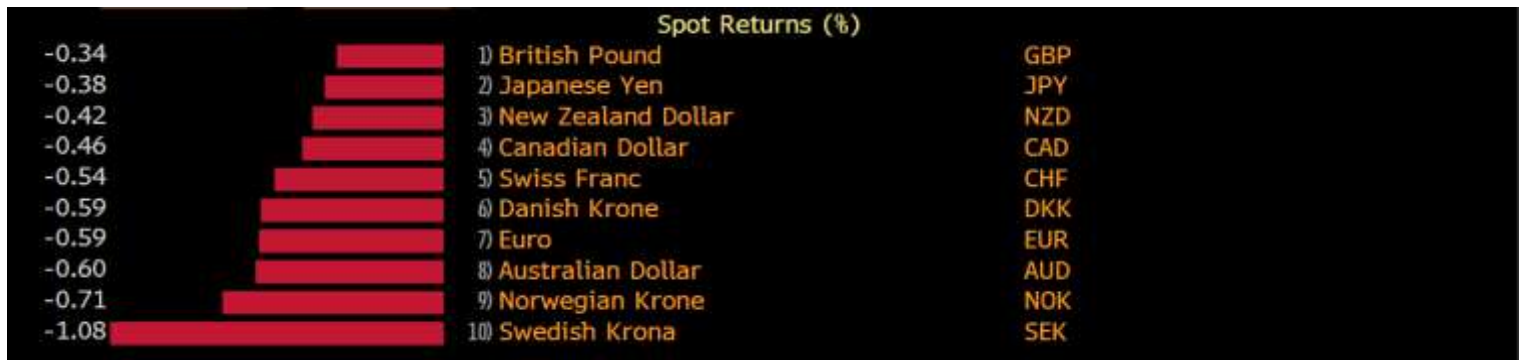 Spot Returns (%)
-0.34 1) British Pound GBP
-0.38 2) Japanese Yen JPY
-0.42 3) New Zealand Dollar NZD
-0.46 4) Canadian Dollar CAD
-0.54 5) Swiss Franc CHF
-0.59 6) Danish Krone DKK
-0.59 7) Euro EUR
-0.60 8) Australian Dollar AUD
-0.71 9) Norwegian Krone NOK
-1.08 10) Swedish Krona SEK